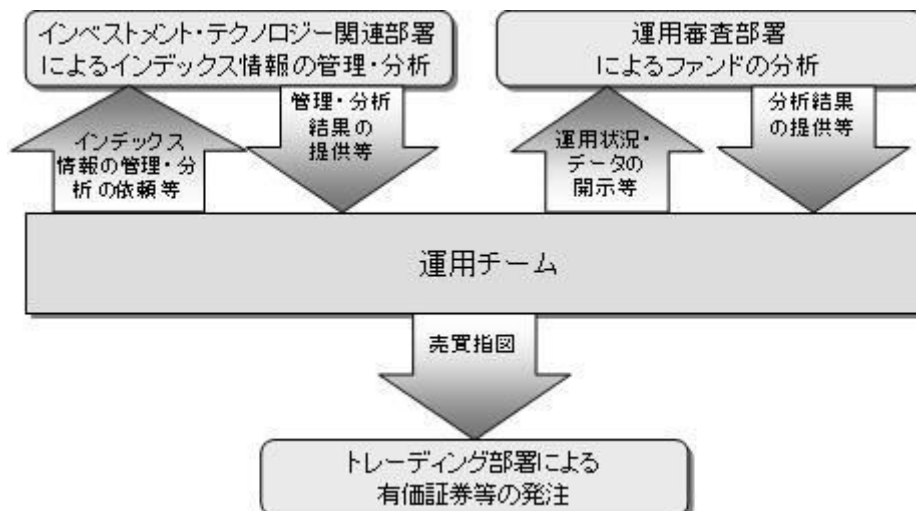 インベストメント・テクノロジー関連部署
によるインデックス情報の管理・分析
運用審査部署
によるファンドの分析
インデックス
情報の管理・分
析の依頼等
管理・分析
結果の
提供等
運用状況・
データの
開示等
分析結果
の提供等
運用チーム
売買指図
トレーディング部署による
有価証券等の発注